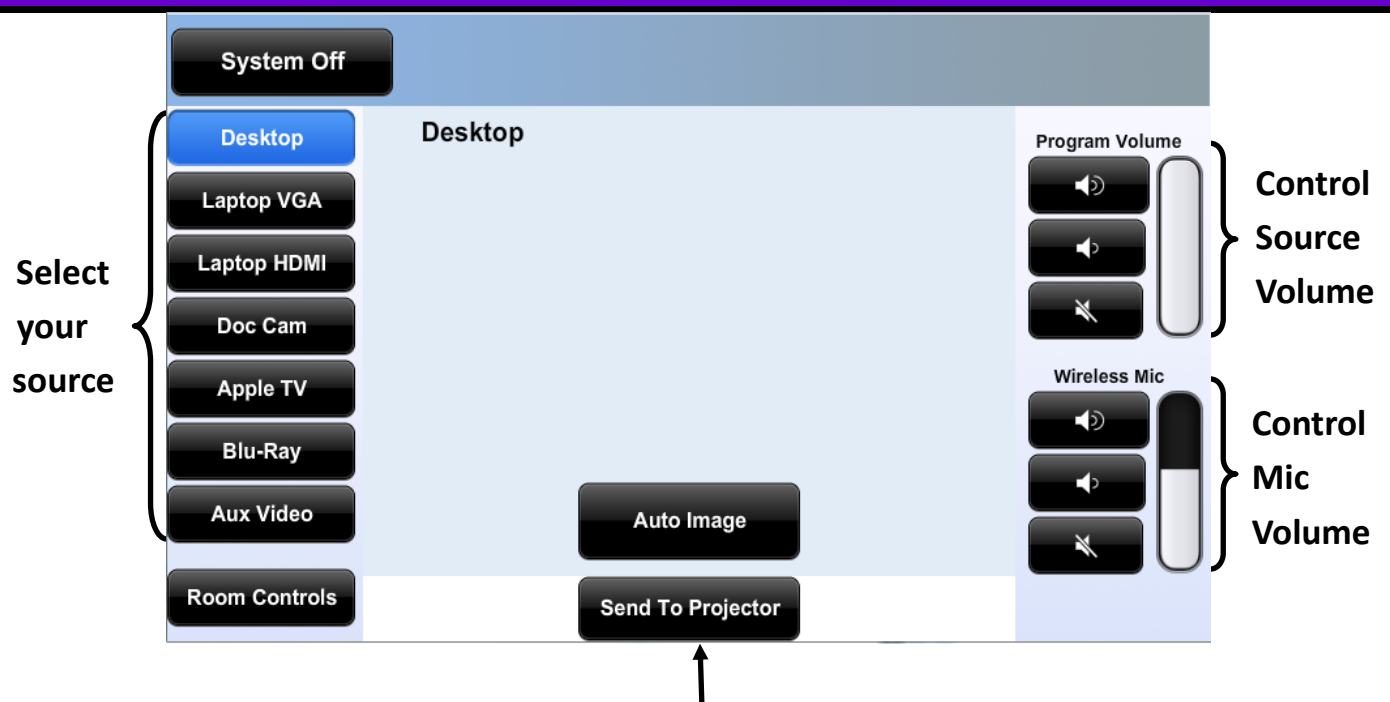 System Off
Desktop
Laptop VGA
Laptop HDMI
Doc Cam
Apple TV
Blu-Ray
Aux Video
Room Controls
Select
your
source
Desktop
Auto Image
Send To Projector
Program Volume
Control
Source
Volume
Wireless Mic
Control
Mic
Volume